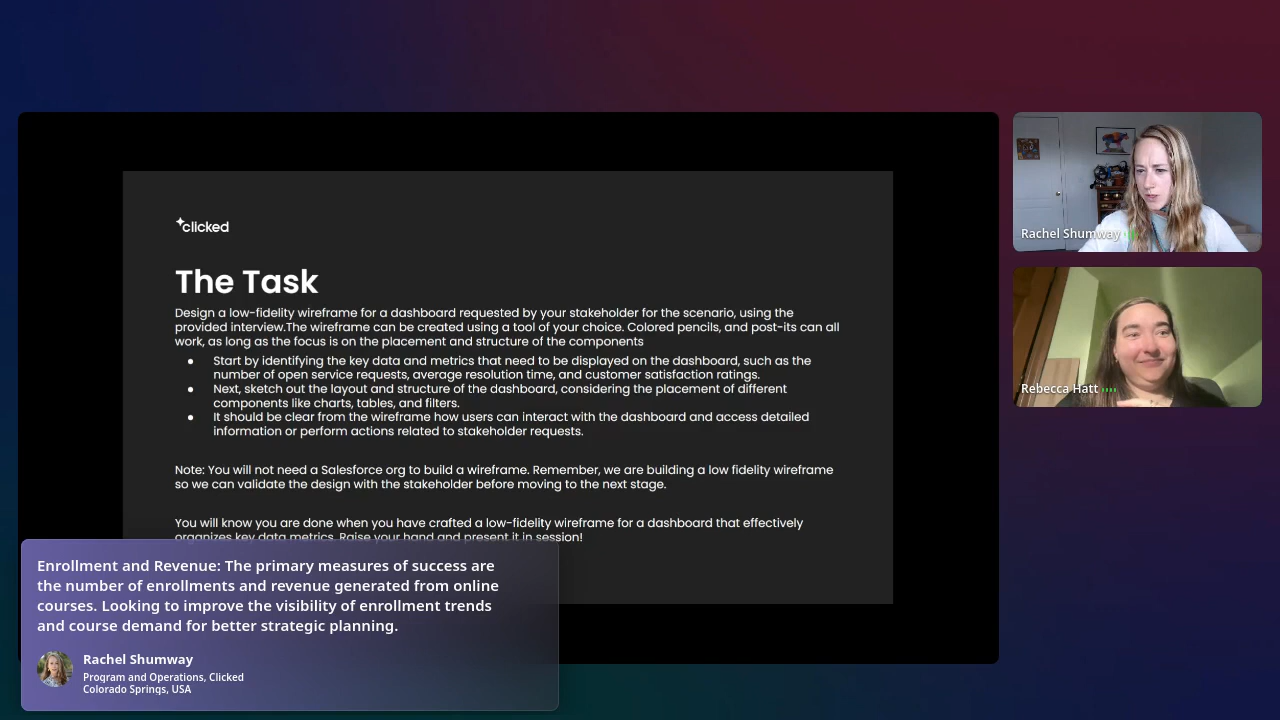 clicked
The Task
Design a low-fidelity wireframe for a dashboard requested by your stakeholder for the scenario, using the
provided interview.The wireframe can be created using a tool of your choice. Colored pencils, and post-its can all
work, as long as the focus is on the placement and structure of the components
● Start by identifying the key data and metrics that need to be displayed on the dashboard, such as the
number of open service requests, average resolution time, and customer satisfaction ratings.
● Next, sketch out the layout and structure of the dashboard, considering the placement of different
components like charts, tables, and filters.
● It should be clear from the wireframe how users can interact with the dashboard and access detailed
information or perform actions related to stakeholder requests.
Note: You will not need a Salesforce org to build a wireframe. Remember, we are building a low fidelity wireframe
so we can validate the design with the stakeholder before moving to the next stage.
You will know you are done when you have crafted a low-fidelity wireframe for a dashboard that effectively
organizes key data metrics. Raise your hand and present it in session!
Enrollment and Revenue: The primary measures of success are
the number of enrollments and revenue generated from online
courses. Looking to improve the visibility of enrollment trends
and course demand for better strategic planning.
Rachel Shumway
Program and Operations, Clicked
Colorado Springs, USA
Rachel Shumway
Rebecca Hatt